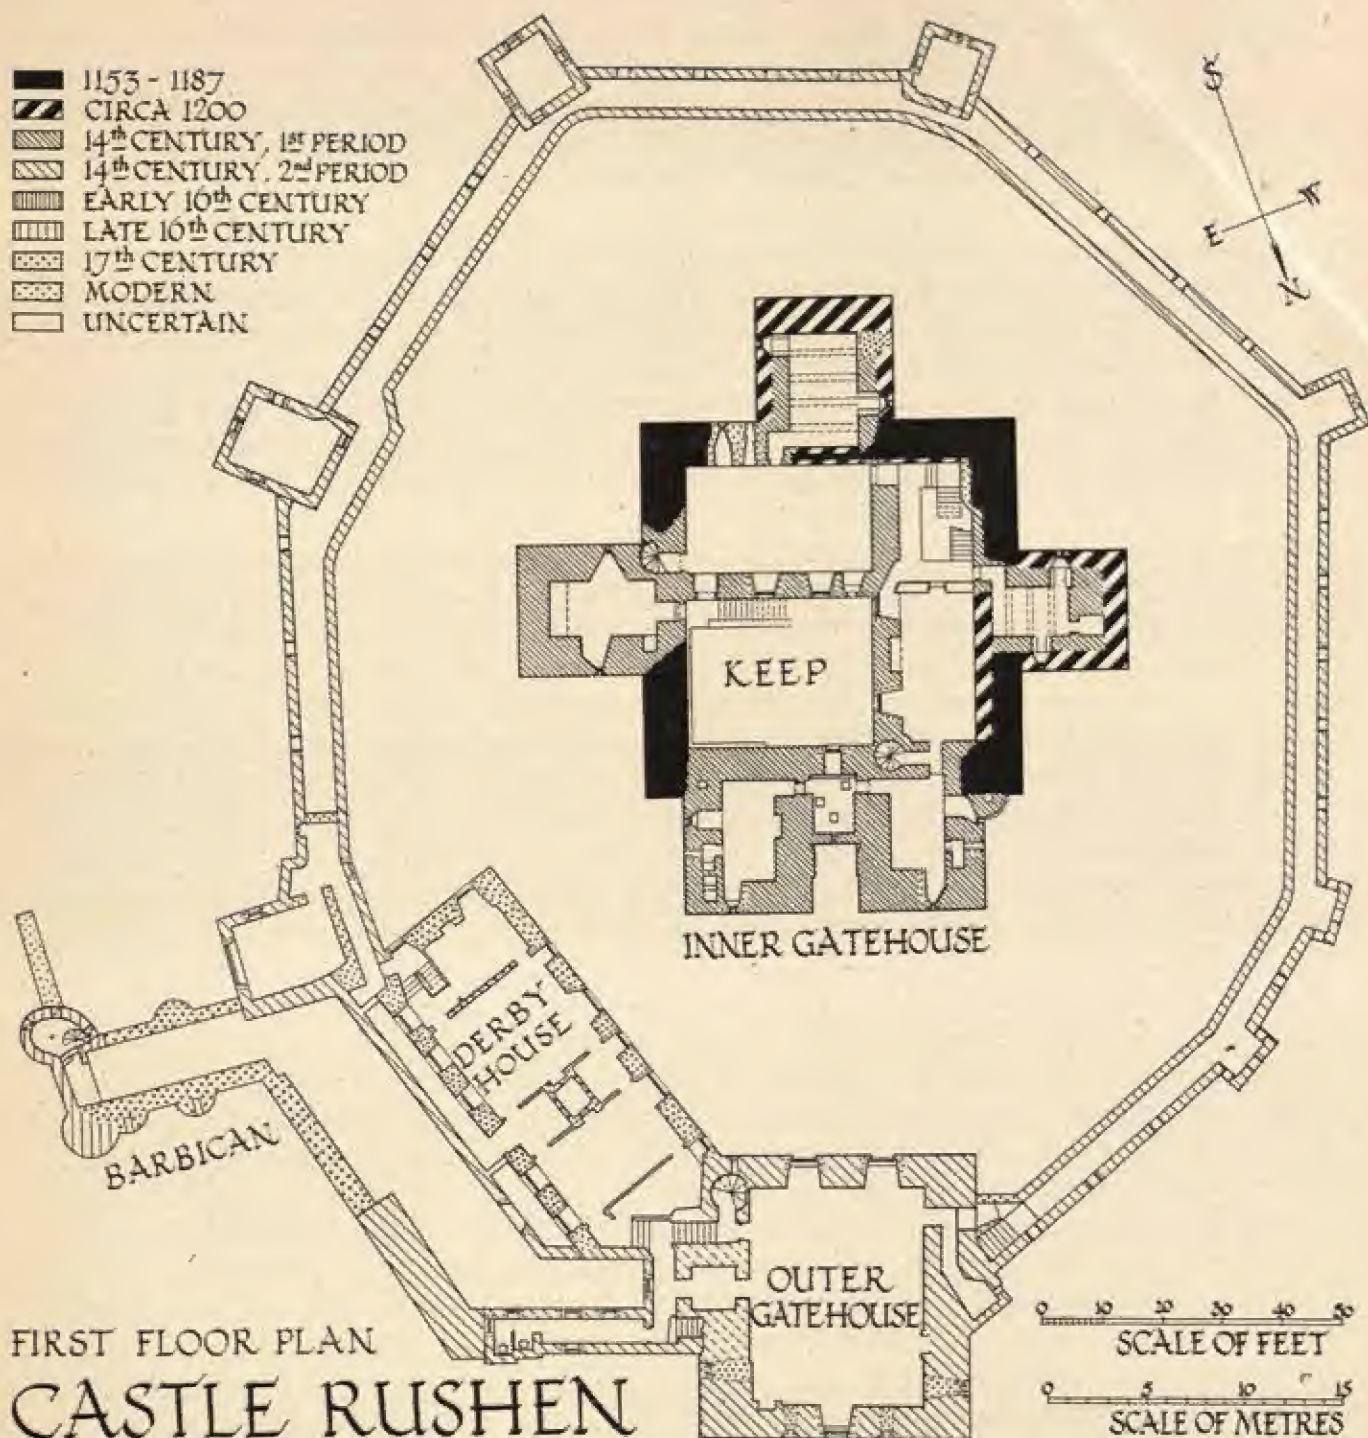 1153 - 1187
CIRCA 1200
14th CENTURY, 1st PERIOD
14th CENTURY, 2nd PERIOD
EARLY 16th CENTURY
LATE 16th CENTURY
17th CENTURY
MODERN
UNCERTAIN
S
W
E
N
KEEP
INNER GATEHOUSE
DERBY-
HOUSE
BARBICAN
OUTER
GATEHOUSE
0 10 20 30 40 50
SCALE OF FEET
0 5 10 15
SCALE OF METRES
FIRST FLOOR PLAN
CASTLE RUSHEN